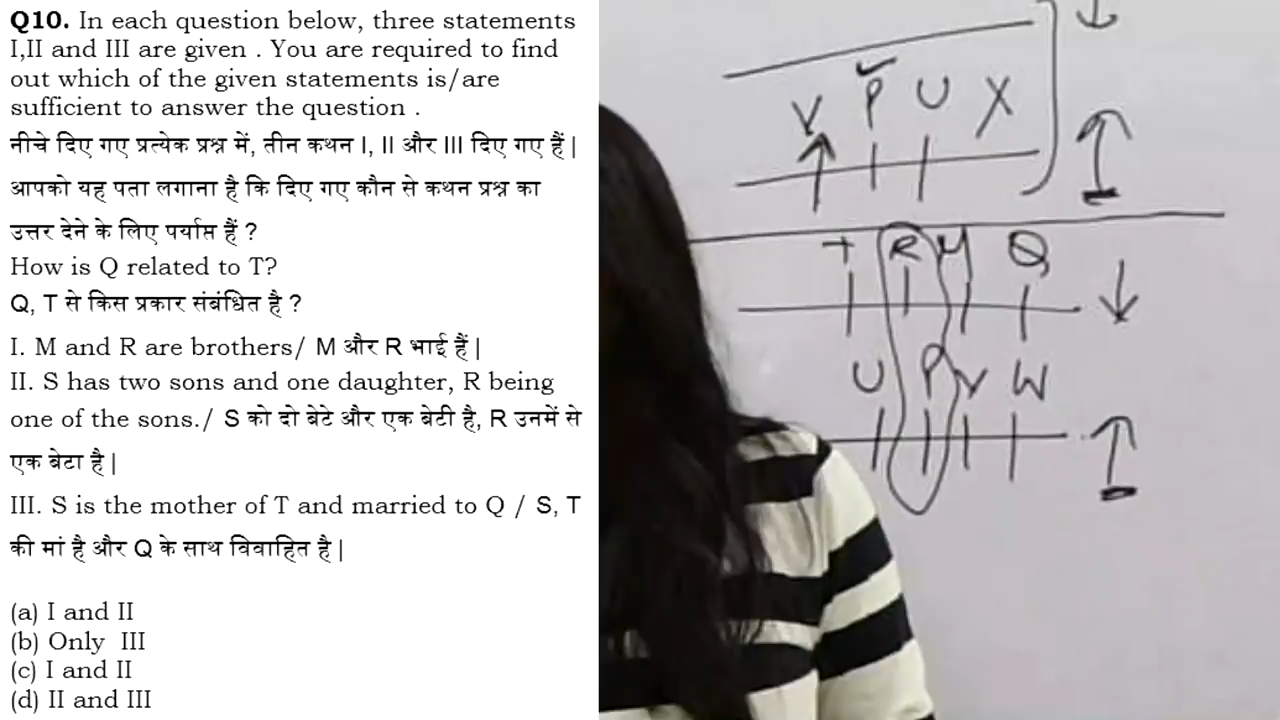 Q10. In each question below, three statements
I,II and III are given . You are required to find
out which of the given statements is/are
sufficient to answer the question .
नीचे दिए गए प्रत्येक प्रश्न में, तीन कथन I, II और III दिए गए हैं |
आपको यह पता लगाना है कि दिए गए कौन से कथन प्रश्न का
उत्तर देने के लिए पर्याप्त हैं ?
How is Q related to T?
Q, T से किस प्रकार संबंधित है ?
I. M and R are brothers/ M और R भाई हैं |
II. S has two sons and one daughter, R being
one of the sons./ S को दो बेटे और एक बेटी है, R उनमें से
एक बेटा है |
III. S is the mother of T and married to Q / S, T
की मां है और Q के साथ विवाहित है |
(a) I and II
(b) Only III
(c) I and II
(d) II and III
V P U X
T R M Q
U P V W